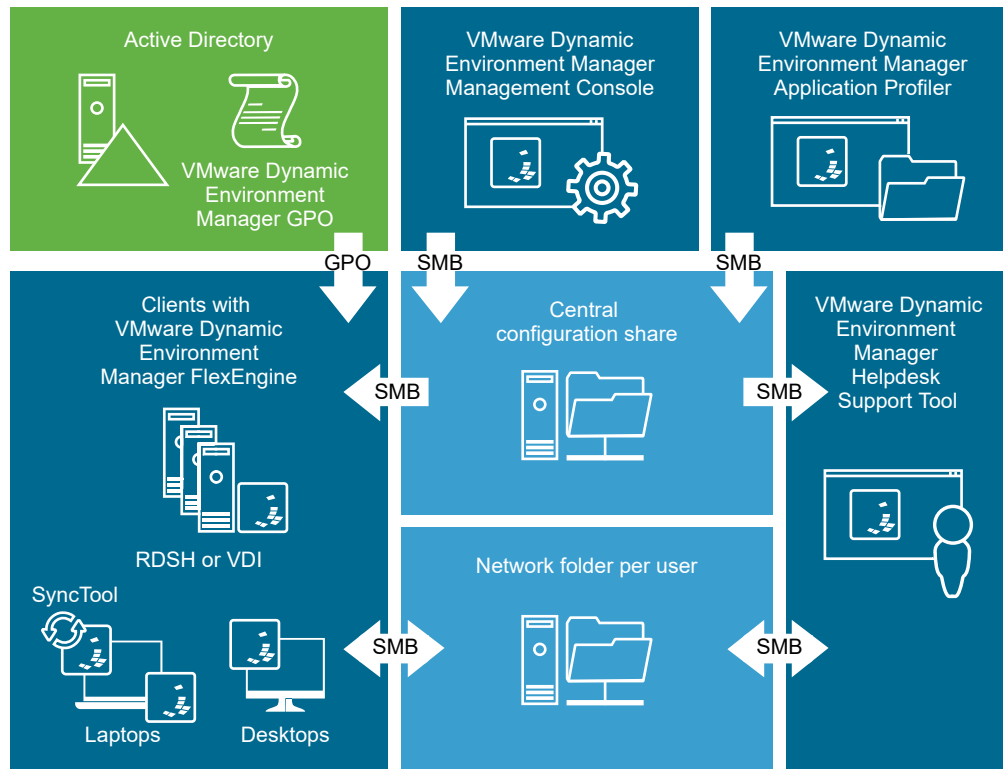 Active Directory
VMware Dynamic
Environment
Manager GPO
VMware Dynamic
Environment Manager
Management Console
VMware Dynamic
Environment Manager
Application Profiler
GPO
SMB
SMB
Clients with
VMware Dynamic
Environment
Manager FlexEngine
RDSH or VDI
SyncTool
Laptops
Desktops
SMB
Central
configuration share
SMB
VMware Dynamic
Environment
Manager
Helpdesk
Support Tool
SMB
Network folder per user
SMB